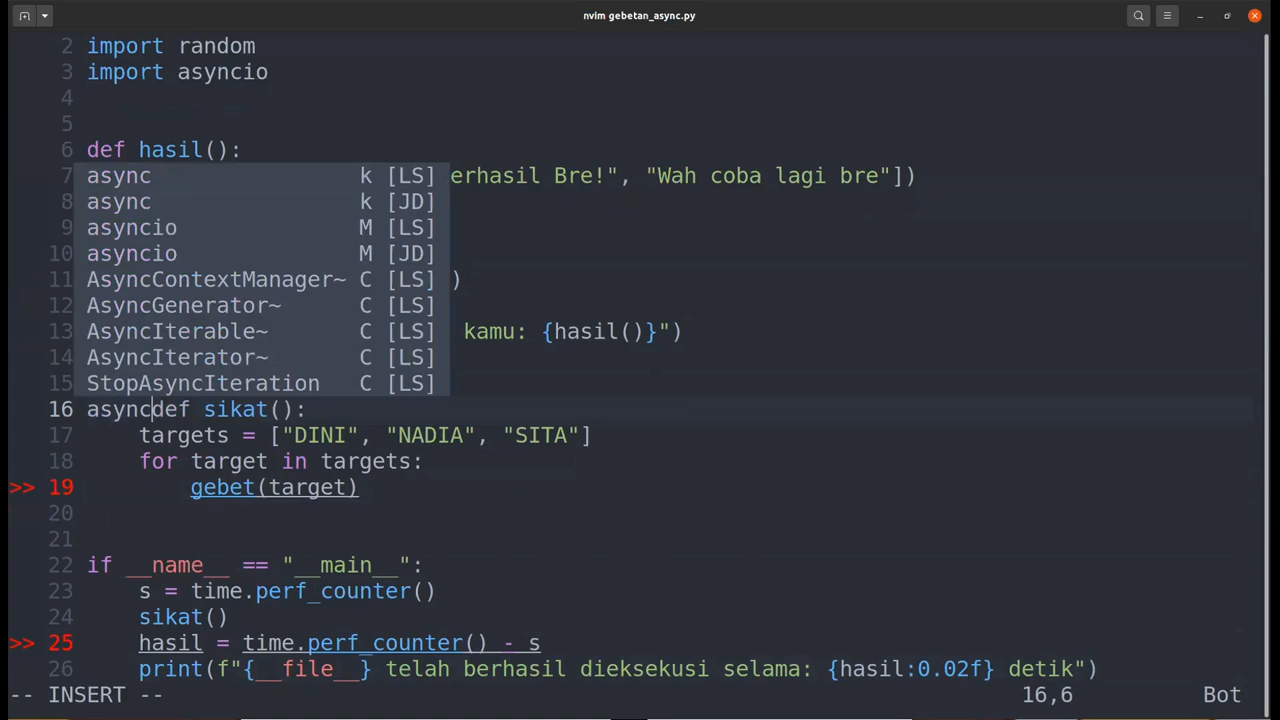 nvim gebetan_async.py
2 import random
3 import asyncio
4
5
6 def hasil():
7 erhasil Bre!", "Wah coba lagi bre"])
8
9
10
11 )
12
13 kamu: {hasil()}")
14
15
async k [LS]
async k [JD]
asyncio M [LS]
asyncio M [JD]
AsyncContextManager~ C [LS]
AsyncGenerator~ C [LS]
AsyncIterable~ C [LS]
AsyncIterator~ C [LS]
StopAsyncIteration C [LS]
16 asyncdef sikat():
17 targets = ["DINI", "NADIA", "SITA"]
18 for target in targets:
>> 19 gebet(target)
20
21
22 if __name__ == "__main__":
23 s = time.perf_counter()
24 sikat()
>> 25 hasil = time.perf_counter() - s
26 print(f"{__file__} telah berhasil dieksekusi selama: {hasil:0.02f} detik")
-- INSERT -- 16,6 Bot